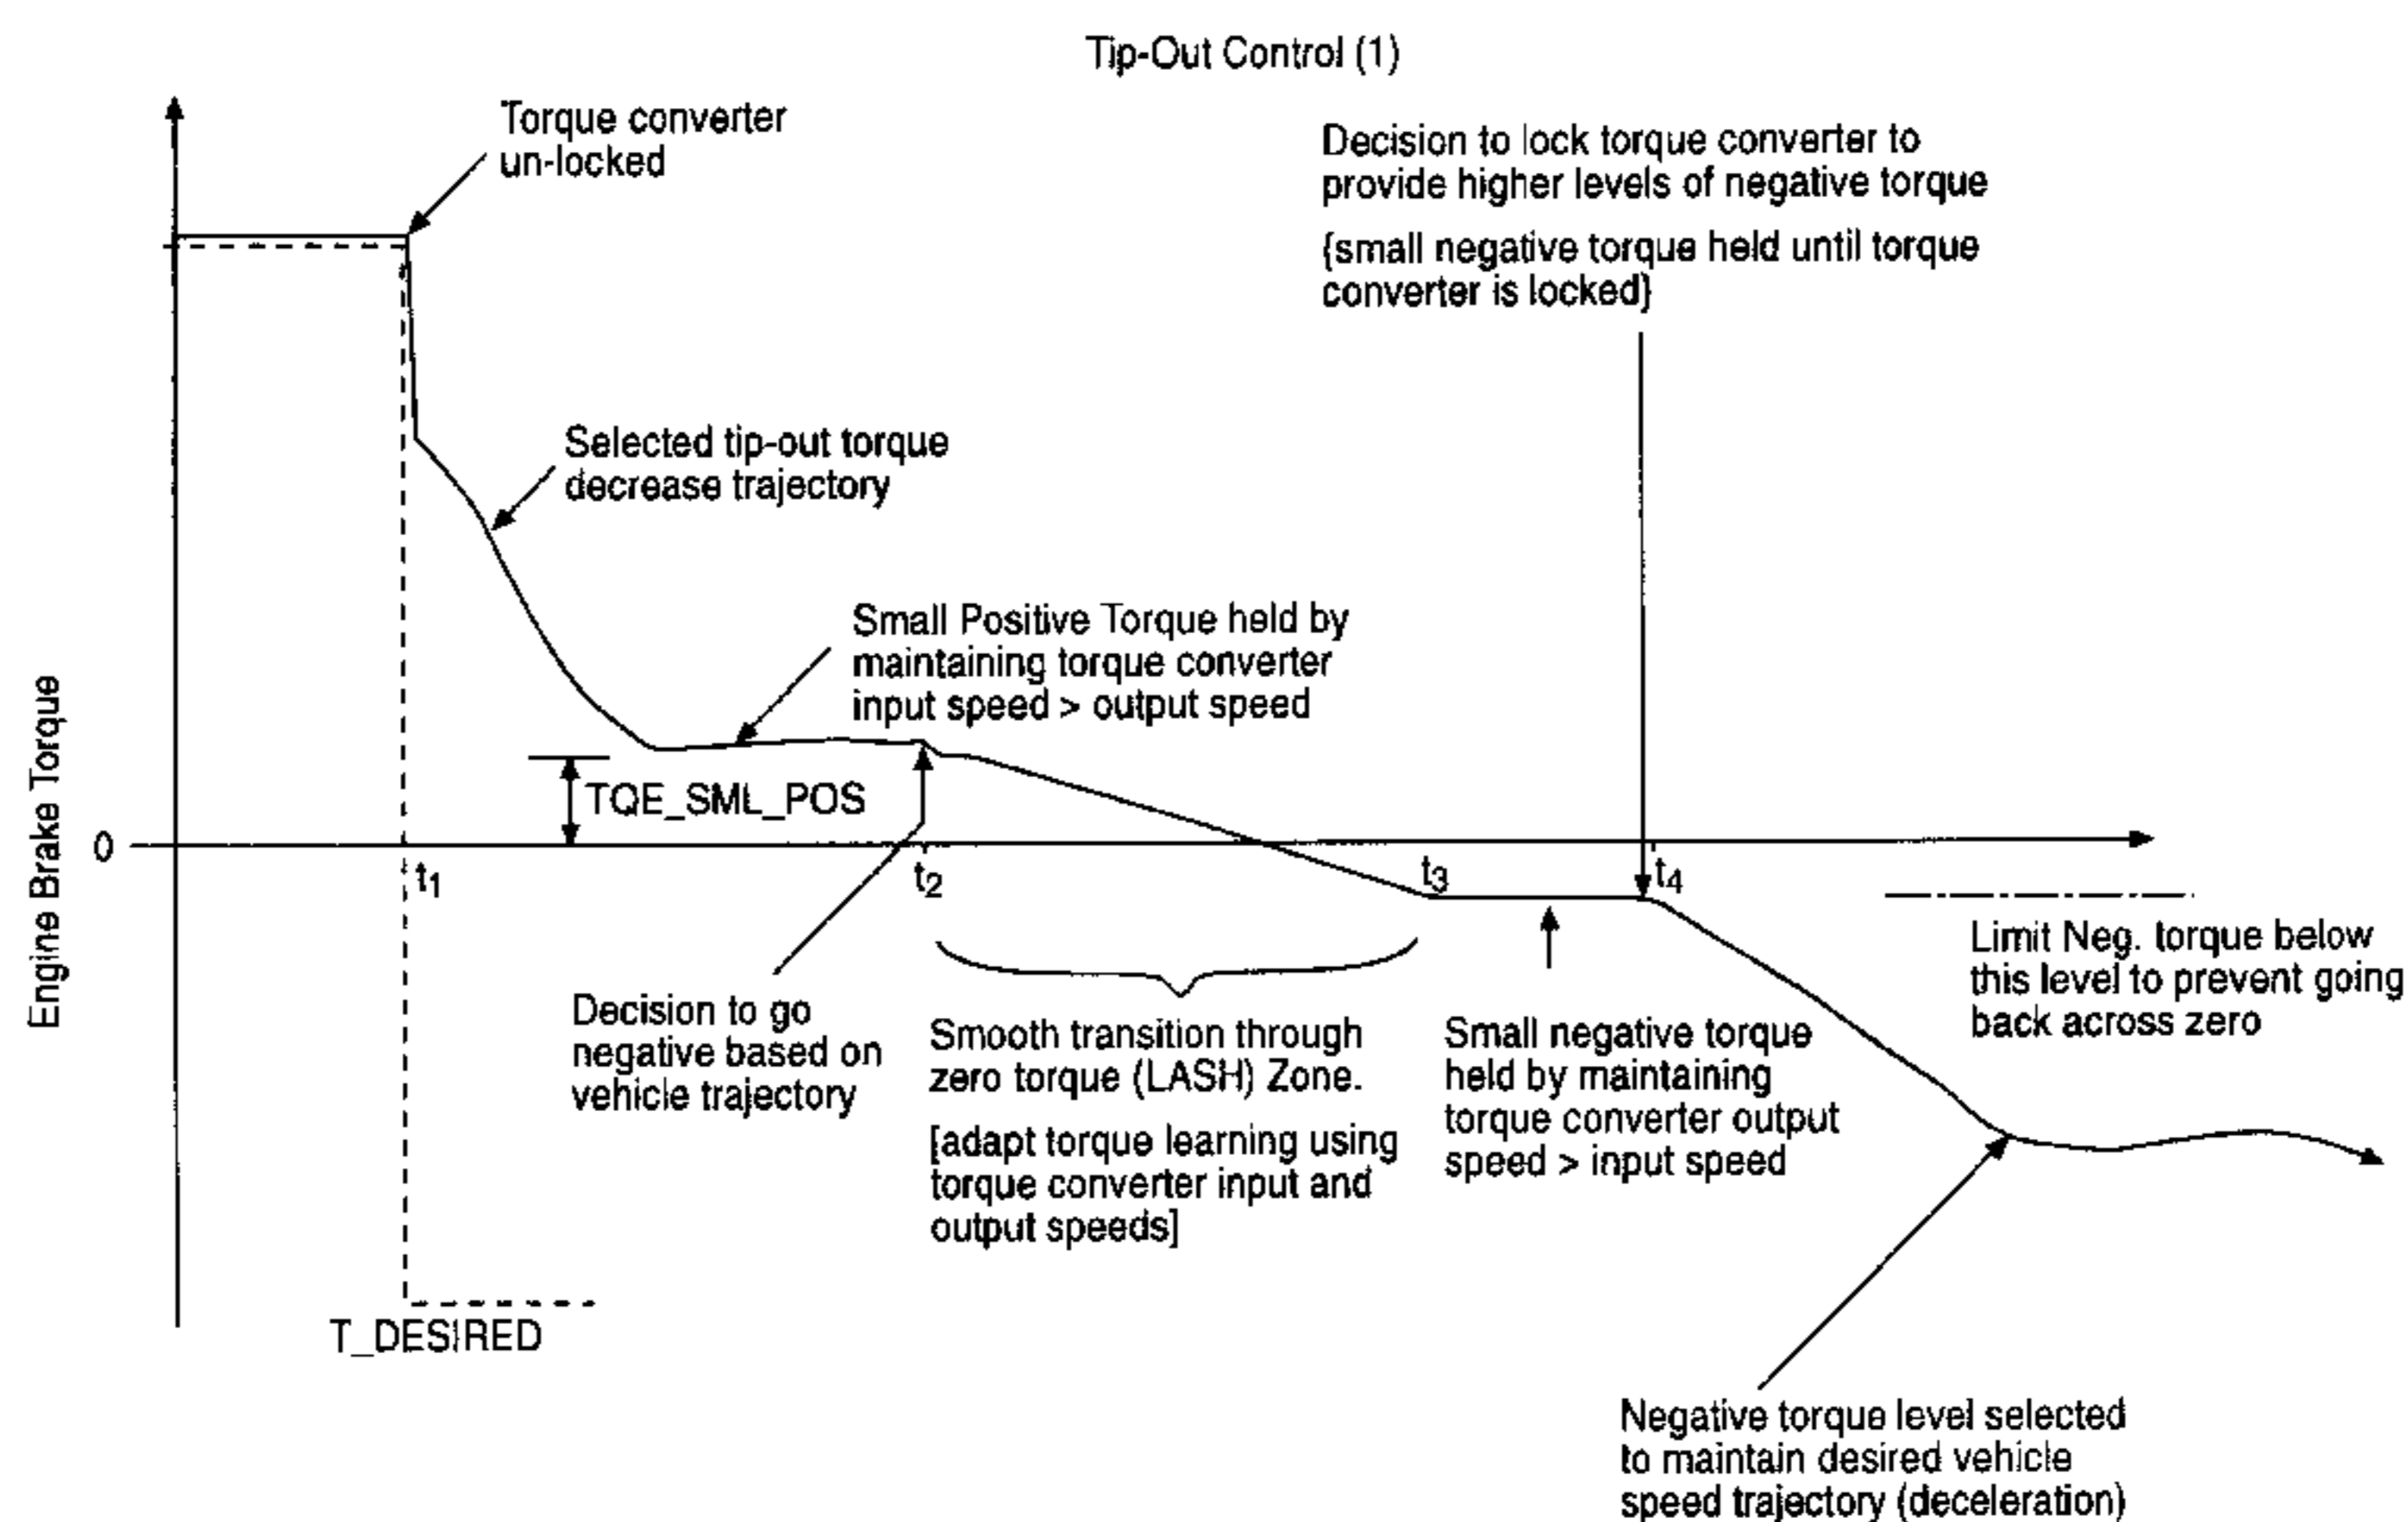 Tip-Out Control (1)
Torque converter
un-locked
Decision to lock torque converter to
provide higher levels of negative torque
{small negative torque held until torque
converter is locked}
Selected tip-out torque
decrease trajectory
Small Positive Torque held by
maintaining torque converter
input speed > output speed
Engine Brake Torque
TQE_SML_POS
0
t1
t2
t3
t4
Limit Neg. torque below
this level to prevent going
back across zero
Decision to go
negative based on
vehicle trajectory
Smooth transition through
zero torque (LASH) Zone.
[adapt torque learning using
torque converter input and
output speeds]
Small negative torque
held by maintaining
torque converter output
speed > input speed
T_DESIRED
Negative torque level selected
to maintain desired vehicle
speed trajectory (deceleration)